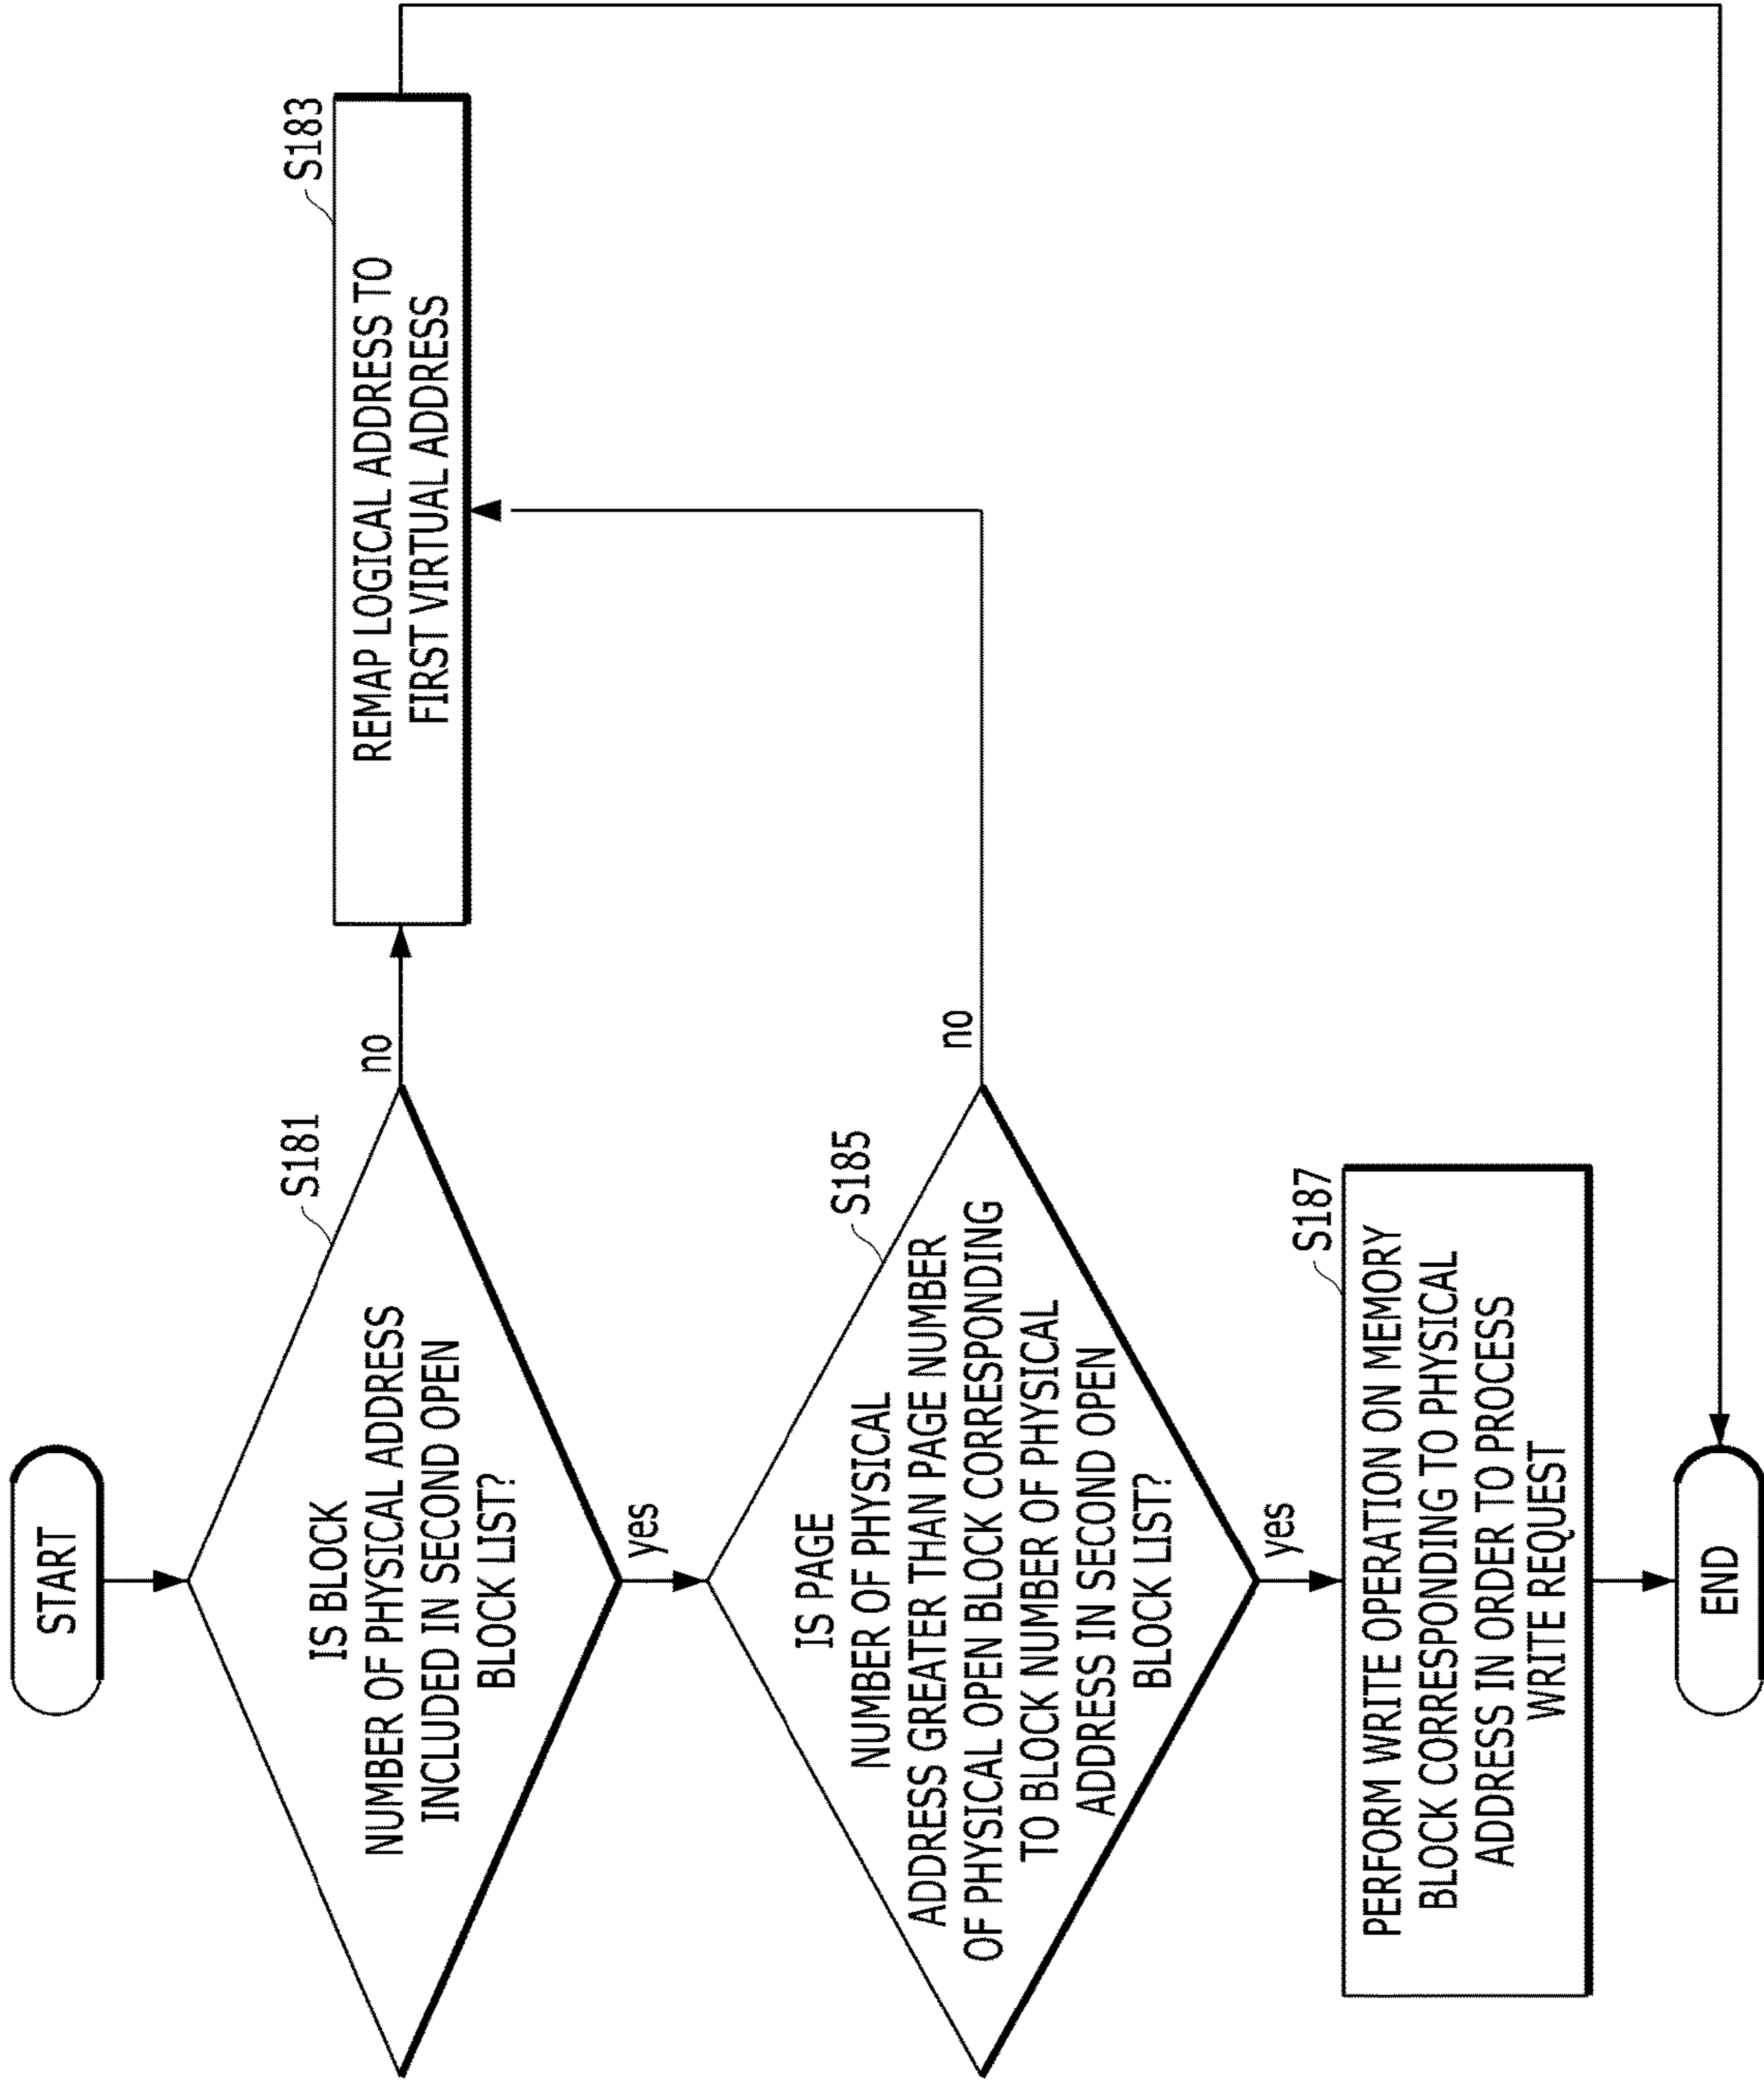 START
S181
IS BLOCK
NUMBER OF PHYSICAL ADDRESS
INCLUDED IN SECOND OPEN
BLOCK LIST?
no
yes
S183
REMAP LOGICAL ADDRESS TO
FIRST VIRTUAL ADDRESS
S185
IS PAGE
NUMBER OF PHYSICAL
ADDRESS GREATER THAN PAGE NUMBER
OF PHYSICAL OPEN BLOCK CORRESPONDING
TO BLOCK NUMBER OF PHYSICAL
ADDRESS IN SECOND OPEN
BLOCK LIST?
no
yes
S187
PERFORM WRITE OPERATION ON MEMORY
BLOCK CORRESPONDING TO PHYSICAL
ADDRESS IN ORDER TO PROCESS
WRITE REQUEST
END